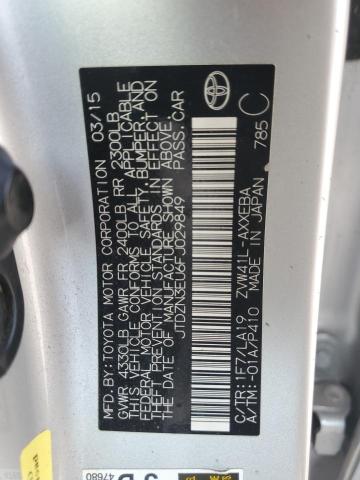 MFD. BY: TOYOTA MOTOR CORPORATION 03/15
GVWR 4330LB GAWR FR 2400LB RR 2300LB
THIS VEHICLE CONFORMS TO ALL APPLICABLE
FEDERAL MOTOR VEHICLE SAFETY, BUMPER, AND
THEFT PREVENTION STANDARDS IN EFFECT ON
THE DATE OF MANUFACTURE SHOWN ABOVE.
JTDZN3EU6FJ029849 PASS.CAR
TOYOTA
C/TR:1F7/LA19 ZVW41L-AXXEBA
A/TM:-01A/P410 MADE IN JAPAN 785 C
47680